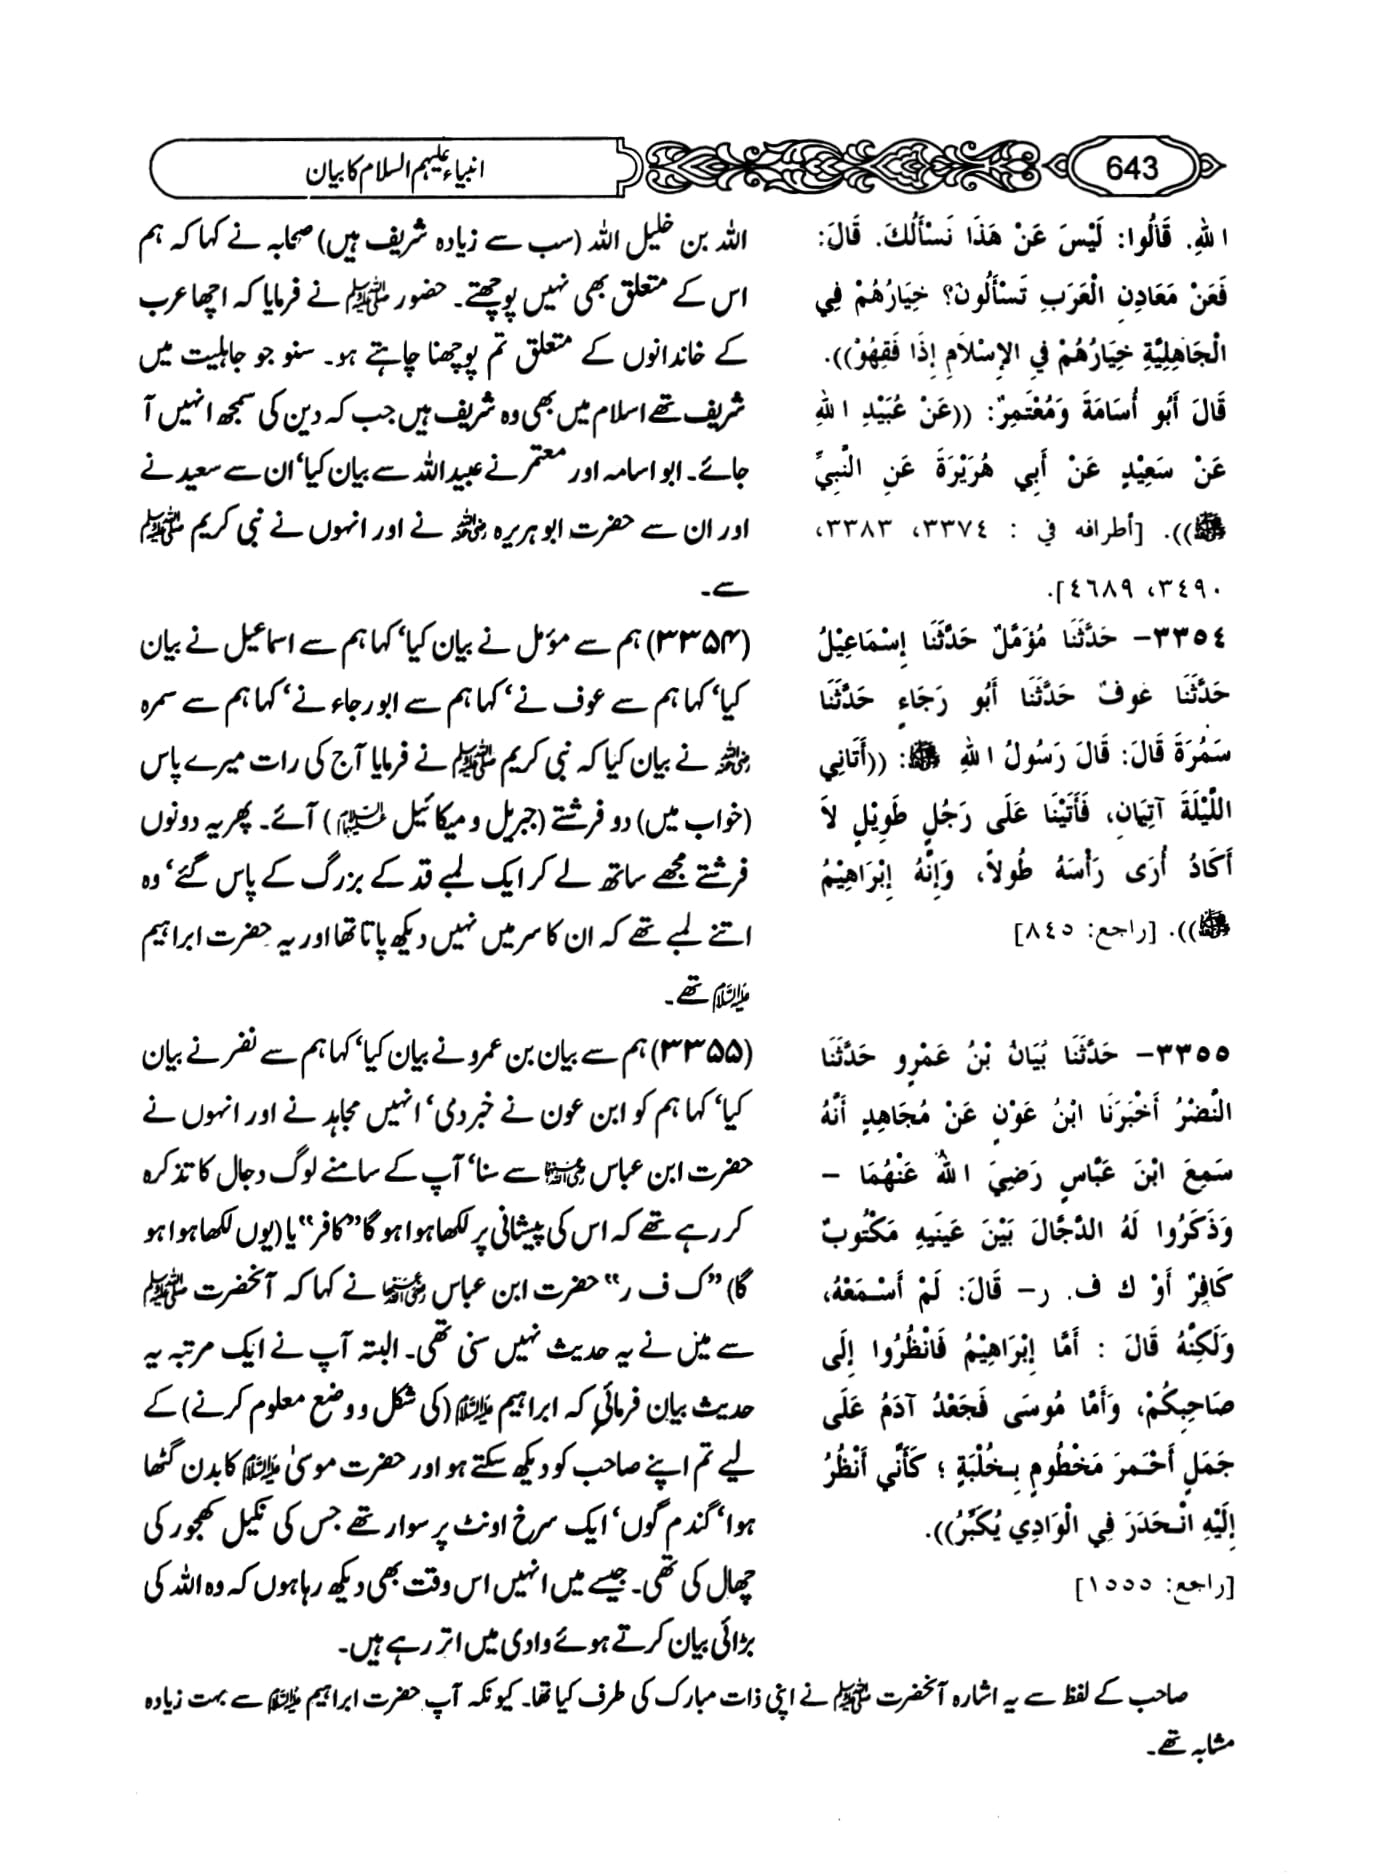 643
انبیاء علیہم السلام کا بیان
اللهِ. قَالُوا: لَيْسَ عَنْ هَذَا نَسْأَلُكَ. قَالَ:
فَعَنْ مَعَادِنِ الْعَرَبِ تَسْأَلُونَ؟ خِيَارُهُمْ فِي
الْجَاهِلِيَّةِ خِيَارُهُمْ فِي الإِسْلاَمِ إِذَا فَقِهُوْ)).
قَالَ أَبُو أُسَامَةَ وَمُعْتَمِرٌ: ((عَنْ عُبَيْدِ اللهِ
عَنْ سَعِيْدٍ عَنْ أَبِي هُرَيْرَةَ عَنِ النَّبِيِّ
ﷺ)). [أطرافه في : ٣٣٧٤، ٣٣٨٣،
٣٤٩٠، ٤٦٨٩].
٣٣٥٤- حَدَّثَنَا مُؤَمَّلٌ حَدَّثَنَا إِسْمَاعِيْلُ
حَدَّثَنَا عَوفٌ حَدَّثَنَا أَبُو رَجَاءٍ حَدَّثَنَا
سَمُرَةَ قَالَ: قَالَ رَسُولُ اللهِ ﷺ: ((أَتَانِي
اللَّيْلَةَ آتِيَانِ، فَأَتَيْنَا عَلَى رَجُلٍ طَوِيْلٍ لاَ
أَكَادُ أَرَى رَأْسَهُ طُولاً، وَإِنَّهُ إِبْرَاهِيْمُ
ﷺ)). [راجع: ٨٤٥]
٣٣٥٥- حَدَّثَنَا بَيَانُ بْنُ عَمْرِو حَدَّثَنَا
النَّضْرُ أَخْبَرَنَا ابْنُ عَوْنٍ عَنْ مُجَاهِدٍ أَنَّهُ
سَمِعَ ابْنَ عَبَّاسٍ رَضِيَ اللهُ عَنْهُمَا –
وَذَكَرُوا لَهُ الدَّجَّالَ بَيْنَ عَيْنَيهِ مَكْتُوبٌ
كَافِرٌ أَوْ ك ف. ر– قَالَ: لَمْ أَسْمَعْهُ،
وَلَكِنَّهُ قَالَ : أَمَّا إِبْرَاهِيْمُ فَانْظُرُوا إِلَى
صَاحِبِكُمْ، وَأَمَّا مُوسَى فَجَعْدٌ آدَمُ عَلَى
جَمَلٍ أَحْمَرَ مَخْطُومٍ بِخُلْبَةٍ ؛ كَأَنِّي أَنْظُرُ
إِلَيْهِ انْحَدَرَ فِي الْوَادِي يُكَبِّرُ)).
[راجع: ١٥٥٥]
اللہ بن خلیل اللہ (سب سے زیادہ شریف ہیں) صحابہ نے کہا کہ ہم
اس کے متعلق بھی نہیں پوچھتے۔ حضور ﷺ نے فرمایا کہ اچھا عرب
کے خاندانوں کے متعلق تم پوچھنا چاہتے ہو۔ سنو جو جاہلیت میں
شریف تھے اسلام میں بھی وہ شریف ہیں جب کہ دین کی سمجھ انہیں آ
جائے۔ ابو اسامہ اور معتمر نے عبیداللہ سے بیان کیا‘ ان سے سعید نے
اور ان سے حضرت ابو ہریرہ رضی اللہ عنہ نے اور انہوں نے نبی کریم ﷺ
سے۔
(۳۳۵۴) ہم سے مؤمل نے بیان کیا‘ کہا ہم سے اسماعیل نے بیان
کیا‘ کہا ہم سے عوف نے‘ کہا ہم سے ابو رجاء نے‘ کہا ہم سے سمرہ
رضی اللہ عنہ نے بیان کیا کہ نبی کریم ﷺ نے فرمایا آج کی رات میرے پاس
(خواب میں) دو فرشتے (جبریل و میکائیل علیہما السلام) آئے۔ پھر یہ دونوں
فرشتے مجھے ساتھ لے کر ایک لمبے قد کے بزرگ کے پاس گئے‘ وہ
اتنے لمبے تھے کہ ان کا سر میں نہیں دیکھ پاتا تھا اور یہ حضرت ابراہیم
علیہ السلام تھے۔
(۳۳۵۵) ہم سے بیان بن عمرو نے بیان کیا‘ کہا ہم سے نضر نے بیان
کیا‘ کہا ہم کو ابن عون نے خبر دی‘ انہیں مجاہد نے اور انہوں نے
حضرت ابن عباس رضی اللہ عنہما سے سنا‘ آپ کے سامنے لوگ دجال کا تذکرہ
کر رہے تھے کہ اس کی پیشانی پر لکھا ہوا ہو گا ”کافر“ یا (یوں لکھا ہوا ہو
گا) ”ک ف ر“ حضرت ابن عباس رضی اللہ عنہما نے کہا کہ آنحضرت ﷺ
سے میں نے یہ حدیث نہیں سنی تھی۔ البتہ آپ نے ایک مرتبہ یہ
حدیث بیان فرمائی کہ ابراہیم علیہ السلام (کی شکل و وضع معلوم کرنے) کے
لیے تم اپنے صاحب کو دیکھ سکتے ہو اور حضرت موسیٰ علیہ السلام کا بدن گٹھا
ہوا‘ گندم گوں‘ ایک سرخ اونٹ پر سوار تھے جس کی نکیل کھجور کی
چھال کی تھی۔ جیسے میں انہیں اس وقت بھی دیکھ رہا ہوں کہ وہ اللہ کی
بڑائی بیان کرتے ہوئے وادی میں اتر رہے ہیں۔
صاحب کے لفظ سے یہ اشارہ آنحضرت ﷺ نے اپنی ذات مبارک کی طرف کیا تھا۔ کیونکہ آپ حضرت ابراہیم علیہ السلام سے بہت زیادہ
مشابہ تھے۔